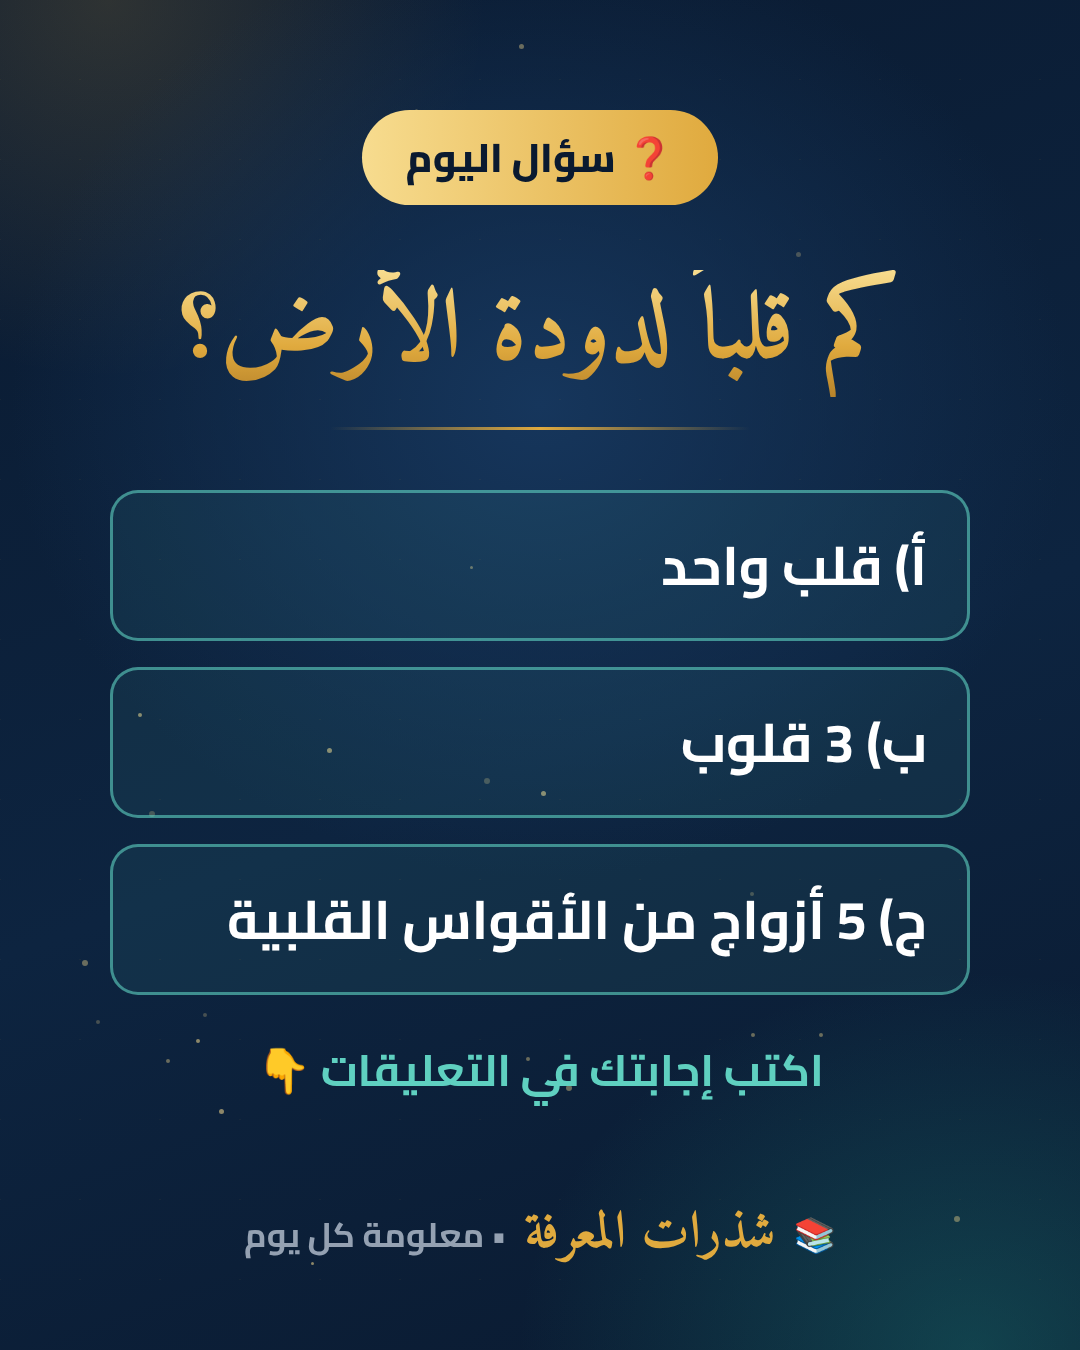 ❓ سؤال اليوم
كم قلباً لدودة الأرض؟
أ) قلب واحد
ب) 3 قلوب
ج) 5 أزواج من الأقواس القلبية
اكتب إجابتك في التعليقات 👇
📚 شذرات المعرفة ▪ معلومة كل يوم